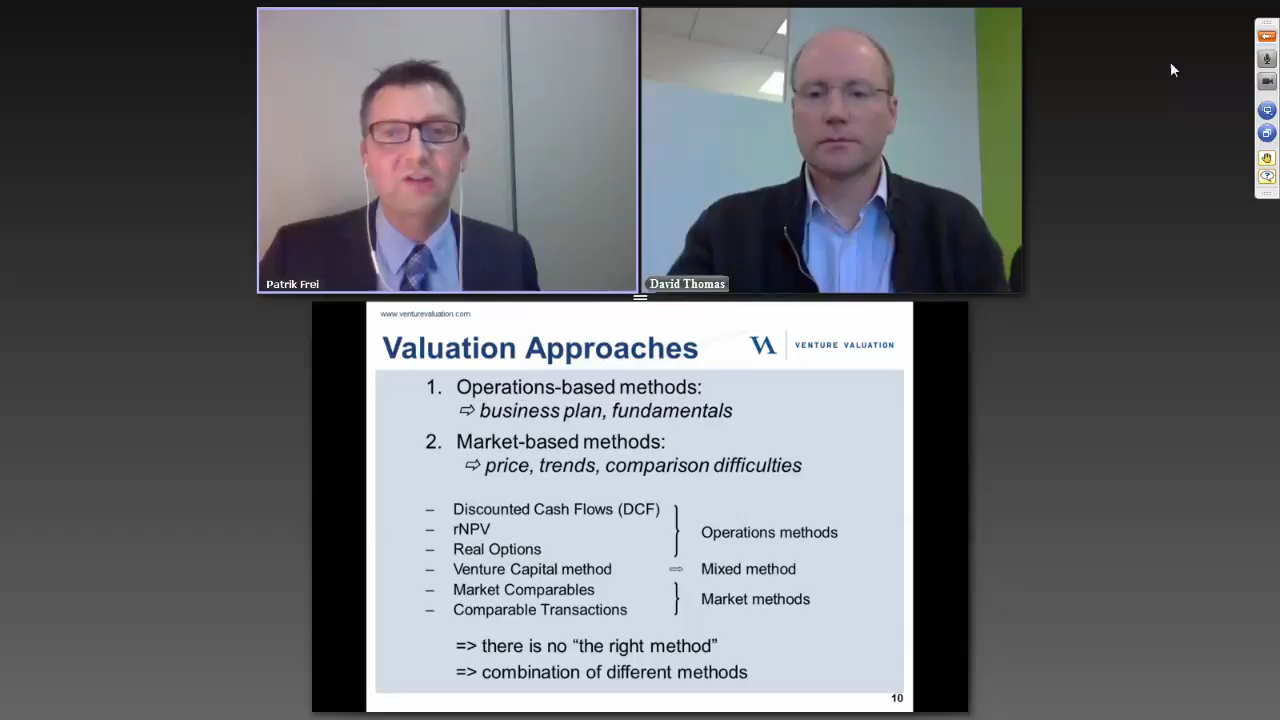 Patrik Frei
David Thomas
www.venturevaluation.com
Valuation Approaches
VA VENTURE VALUATION
1. Operations-based methods:
⇨ business plan, fundamentals
2. Market-based methods:
⇨ price, trends, comparison difficulties
– Discounted Cash Flows (DCF)
– rNPV
Operations methods
– Real Options
– Venture Capital method ⇨ Mixed method
– Market Comparables
Market methods
– Comparable Transactions
=> there is no “the right method”
=> combination of different methods
10